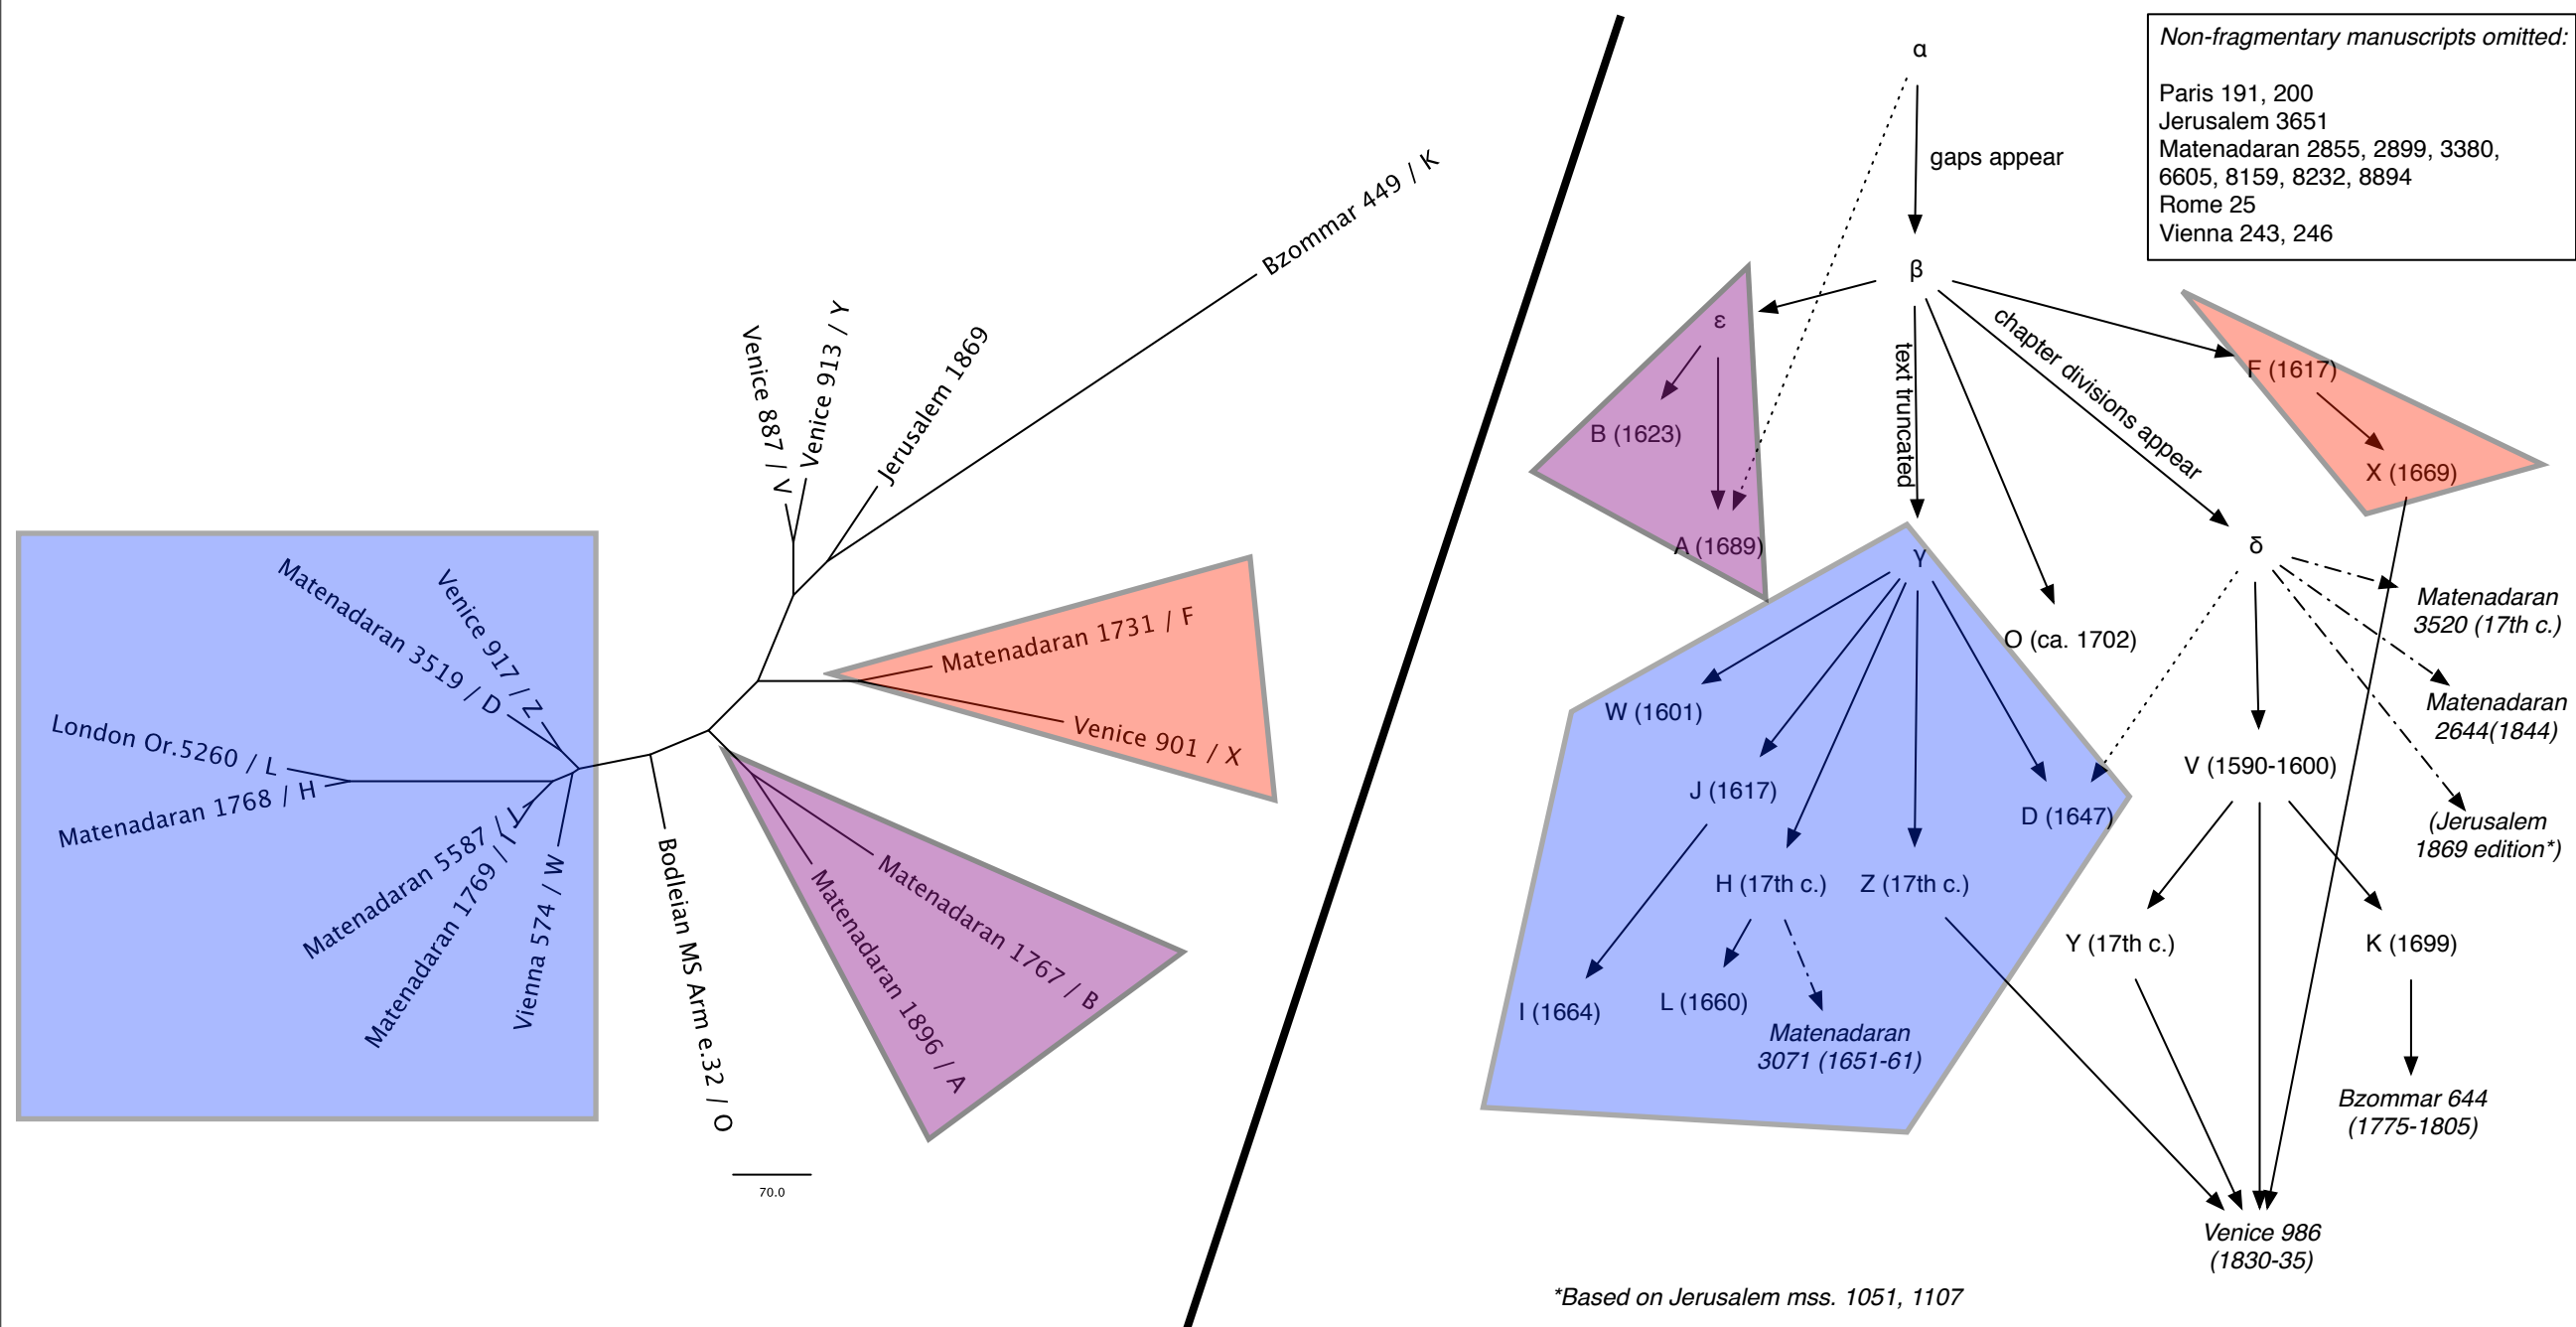 Bzommar 449 / K
Venice 887 / V
Venice 913 / Y
Jerusalem 1869
Matenadaran 1731 / F
Venice 901 / X
Venice 917 / Z
Matenadaran 3519 / D
London Or.5260 / L
Matenadaran 1768 / H
Matenadaran 5587 / J
Matenadaran 1769 / I
Vienna 574 / W
Bodleian MS Arm e.32 / O
Matenadaran 1767 / B
Matenadaran 1896 / A
70.0
Non-fragmentary manuscripts omitted:
Paris 191, 200
Jerusalem 3651
Matenadaran 2855, 2899, 3380,
6605, 8159, 8232, 8894
Rome 25
Vienna 243, 246
α
gaps appear
β
ε
B (1623)
A (1689)
text truncated
chapter divisions appear
F (1617)
X (1669)
γ
δ
O (ca. 1702)
W (1601)
J (1617)
D (1647)
H (17th c.)
Z (17th c.)
I (1664)
L (1660)
Matenadaran
3071 (1651-61)
Matenadaran
3520 (17th c.)
Matenadaran
2644(1844)
(Jerusalem
1869 edition*)
V (1590-1600)
Y (17th c.)
K (1699)
Bzommar 644
(1775-1805)
Venice 986
(1830-35)
*Based on Jerusalem mss. 1051, 1107